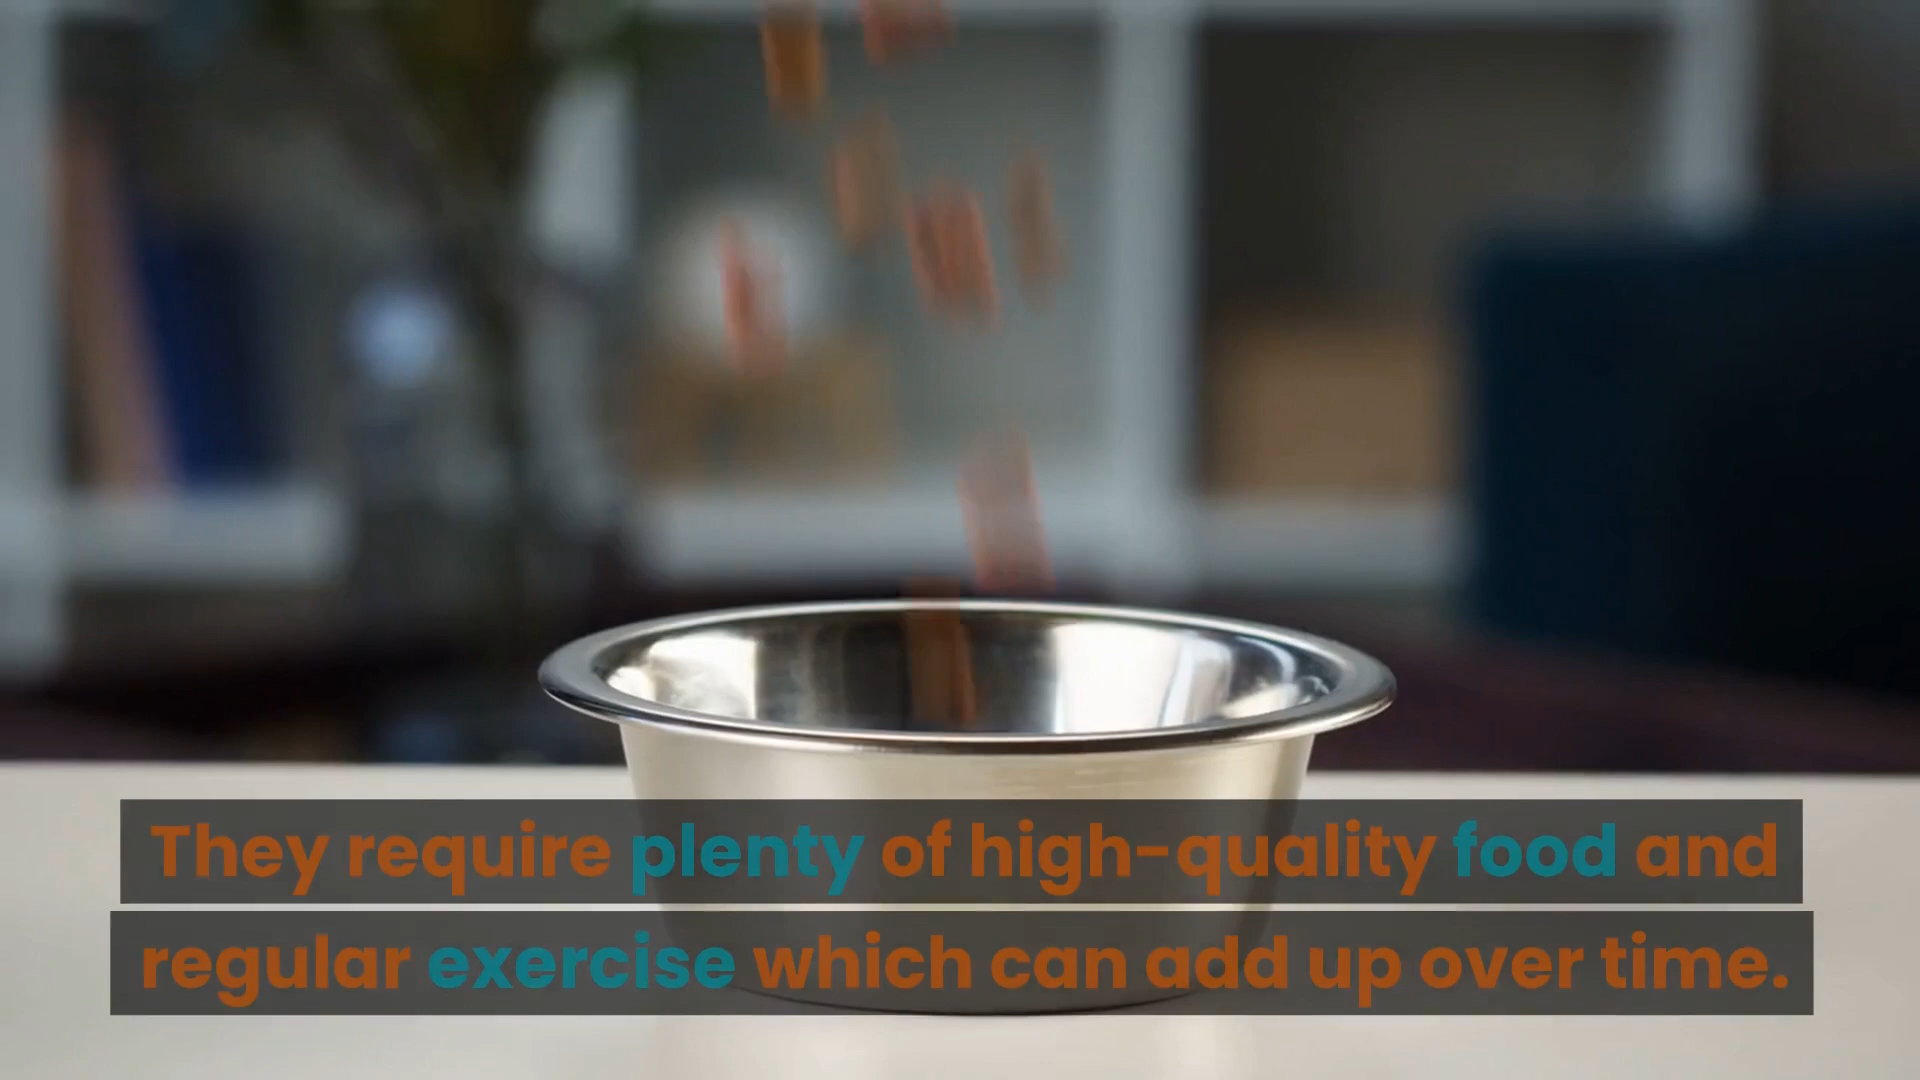 They require plenty of high-quality food and
regular exercise which can add up over time.